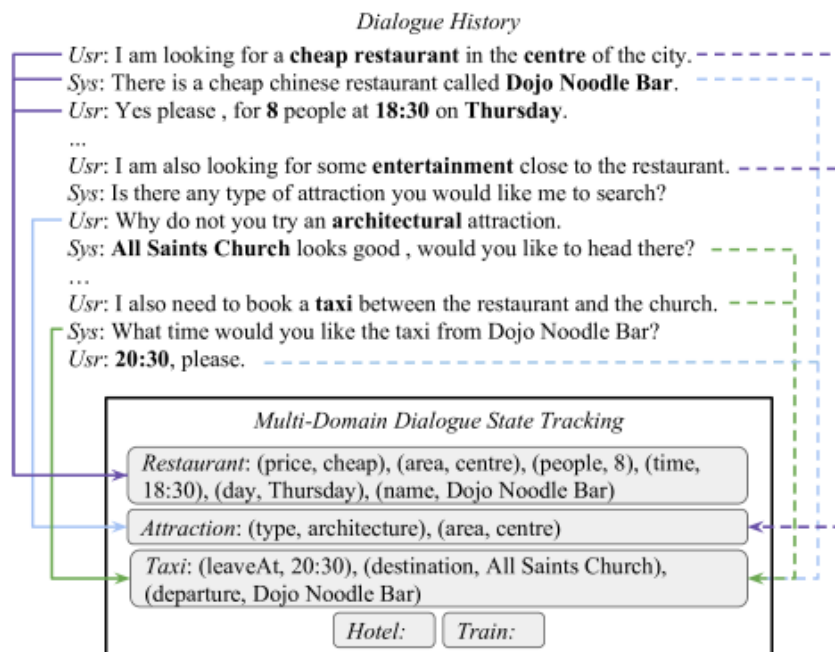 Dialogue History
Usr: I am looking for a cheap restaurant in the centre of the city.
Sys: There is a cheap chinese restaurant called Dojo Noodle Bar.
Usr: Yes please , for 8 people at 18:30 on Thursday.
...
Usr: I am also looking for some entertainment close to the restaurant.
Sys: Is there any type of attraction you would like me to search?
Usr: Why do not you try an architectural attraction.
Sys: All Saints Church looks good , would you like to head there?
...
Usr: I also need to book a taxi between the restaurant and the church.
Sys: What time would you like the taxi from Dojo Noodle Bar?
Usr: 20:30, please.
Multi-Domain Dialogue State Tracking
Restaurant: (price, cheap), (area, centre), (people, 8), (time,
18:30), (day, Thursday), (name, Dojo Noodle Bar)
Attraction: (type, architecture), (area, centre)
Taxi: (leaveAt, 20:30), (destination, All Saints Church),
(departure, Dojo Noodle Bar)
Hotel: Train: